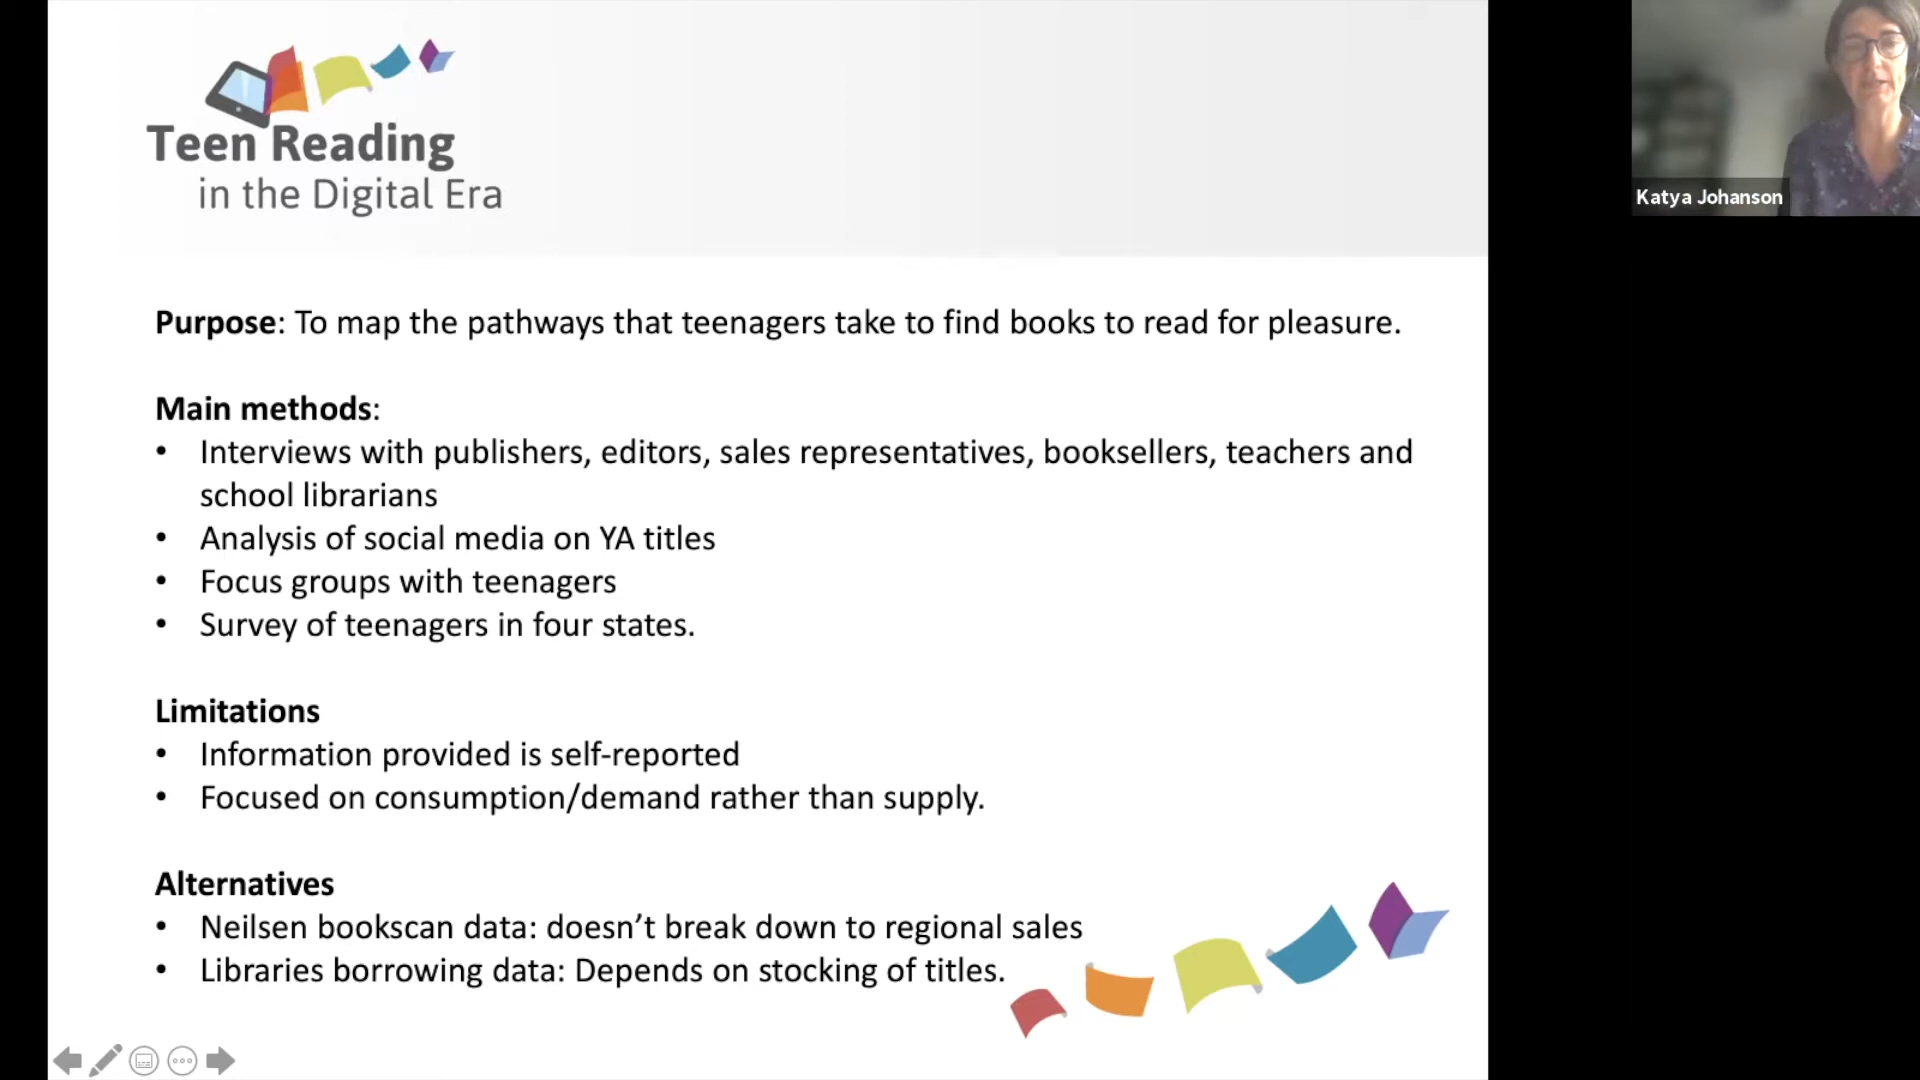 Teen Reading
in the Digital Era
Katya Johanson
Purpose: To map the pathways that teenagers take to find books to read for pleasure.
Main methods:
• Interviews with publishers, editors, sales representatives, booksellers, teachers and
school librarians
• Analysis of social media on YA titles
• Focus groups with teenagers
• Survey of teenagers in four states.
Limitations
• Information provided is self-reported
• Focused on consumption/demand rather than supply.
Alternatives
• Neilsen bookscan data: doesn’t break down to regional sales
• Libraries borrowing data: Depends on stocking of titles.